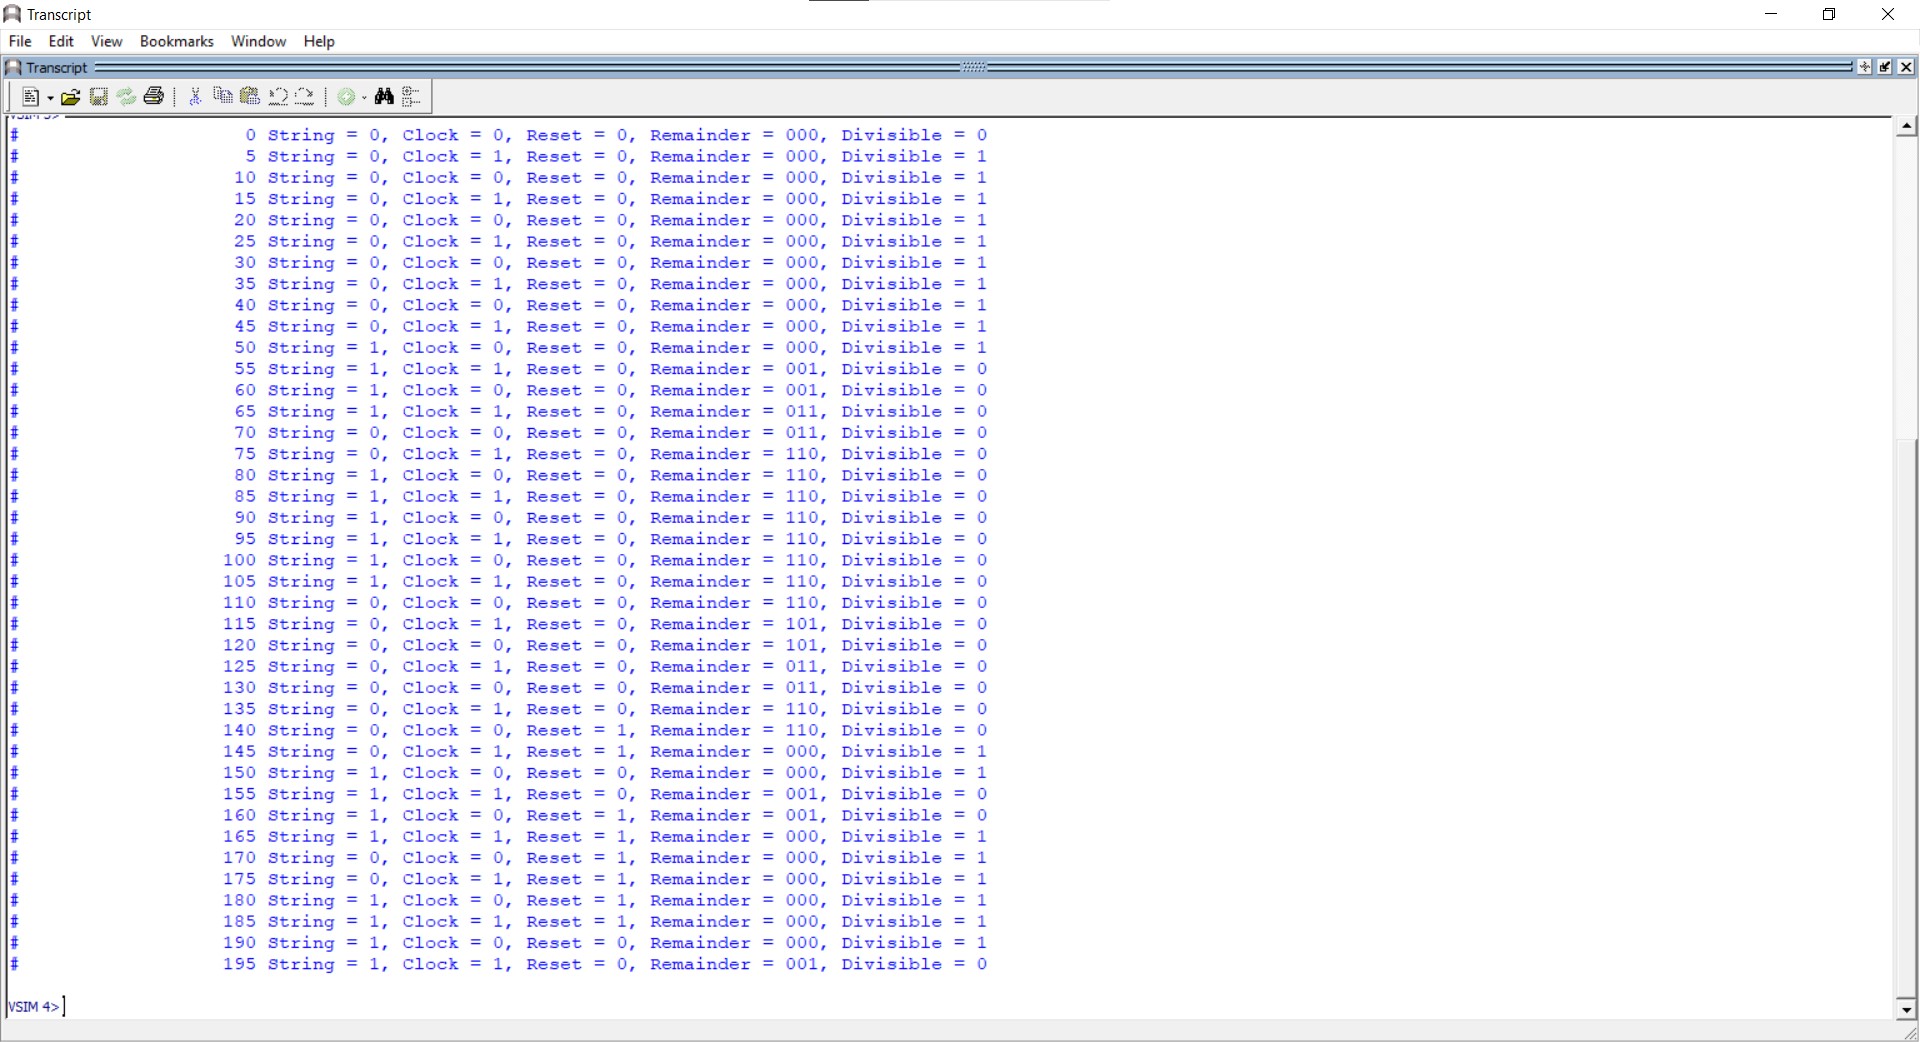 Transcript
File Edit View Bookmarks Window Help
Transcript
VSIM 3>
# 0 String = 0, Clock = 0, Reset = 0, Remainder = 000, Divisible = 0
# 5 String = 0, Clock = 1, Reset = 0, Remainder = 000, Divisible = 1
# 10 String = 0, Clock = 0, Reset = 0, Remainder = 000, Divisible = 1
# 15 String = 0, Clock = 1, Reset = 0, Remainder = 000, Divisible = 1
# 20 String = 0, Clock = 0, Reset = 0, Remainder = 000, Divisible = 1
# 25 String = 0, Clock = 1, Reset = 0, Remainder = 000, Divisible = 1
# 30 String = 0, Clock = 0, Reset = 0, Remainder = 000, Divisible = 1
# 35 String = 0, Clock = 1, Reset = 0, Remainder = 000, Divisible = 1
# 40 String = 0, Clock = 0, Reset = 0, Remainder = 000, Divisible = 1
# 45 String = 0, Clock = 1, Reset = 0, Remainder = 000, Divisible = 1
# 50 String = 1, Clock = 0, Reset = 0, Remainder = 000, Divisible = 1
# 55 String = 1, Clock = 1, Reset = 0, Remainder = 001, Divisible = 0
# 60 String = 1, Clock = 0, Reset = 0, Remainder = 001, Divisible = 0
# 65 String = 1, Clock = 1, Reset = 0, Remainder = 011, Divisible = 0
# 70 String = 0, Clock = 0, Reset = 0, Remainder = 011, Divisible = 0
# 75 String = 0, Clock = 1, Reset = 0, Remainder = 110, Divisible = 0
# 80 String = 1, Clock = 0, Reset = 0, Remainder = 110, Divisible = 0
# 85 String = 1, Clock = 1, Reset = 0, Remainder = 110, Divisible = 0
# 90 String = 1, Clock = 0, Reset = 0, Remainder = 110, Divisible = 0
# 95 String = 1, Clock = 1, Reset = 0, Remainder = 110, Divisible = 0
# 100 String = 1, Clock = 0, Reset = 0, Remainder = 110, Divisible = 0
# 105 String = 1, Clock = 1, Reset = 0, Remainder = 110, Divisible = 0
# 110 String = 0, Clock = 0, Reset = 0, Remainder = 110, Divisible = 0
# 115 String = 0, Clock = 1, Reset = 0, Remainder = 101, Divisible = 0
# 120 String = 0, Clock = 0, Reset = 0, Remainder = 101, Divisible = 0
# 125 String = 0, Clock = 1, Reset = 0, Remainder = 011, Divisible = 0
# 130 String = 0, Clock = 0, Reset = 0, Remainder = 011, Divisible = 0
# 135 String = 0, Clock = 1, Reset = 0, Remainder = 110, Divisible = 0
# 140 String = 0, Clock = 0, Reset = 1, Remainder = 110, Divisible = 0
# 145 String = 0, Clock = 1, Reset = 1, Remainder = 000, Divisible = 1
# 150 String = 1, Clock = 0, Reset = 0, Remainder = 000, Divisible = 1
# 155 String = 1, Clock = 1, Reset = 0, Remainder = 001, Divisible = 0
# 160 String = 1, Clock = 0, Reset = 1, Remainder = 001, Divisible = 0
# 165 String = 1, Clock = 1, Reset = 1, Remainder = 000, Divisible = 1
# 170 String = 0, Clock = 0, Reset = 1, Remainder = 000, Divisible = 1
# 175 String = 0, Clock = 1, Reset = 1, Remainder = 000, Divisible = 1
# 180 String = 1, Clock = 0, Reset = 1, Remainder = 000, Divisible = 1
# 185 String = 1, Clock = 1, Reset = 1, Remainder = 000, Divisible = 1
# 190 String = 1, Clock = 0, Reset = 0, Remainder = 000, Divisible = 1
# 195 String = 1, Clock = 1, Reset = 0, Remainder = 001, Divisible = 0
VSIM 4>